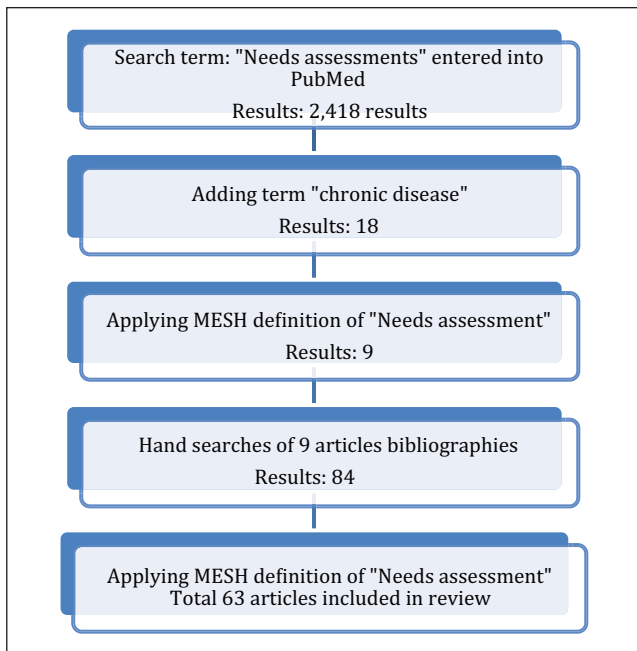 Search term: "Needs assessments" entered into
PubMed
Results: 2,418 results
Adding term "chronic disease"
Results: 18
Applying MESH definition of "Needs assessment"
Results: 9
Hand searches of 9 articles bibliographies
Results: 84
Applying MESH definition of "Needs assessment"
Total 63 articles included in review